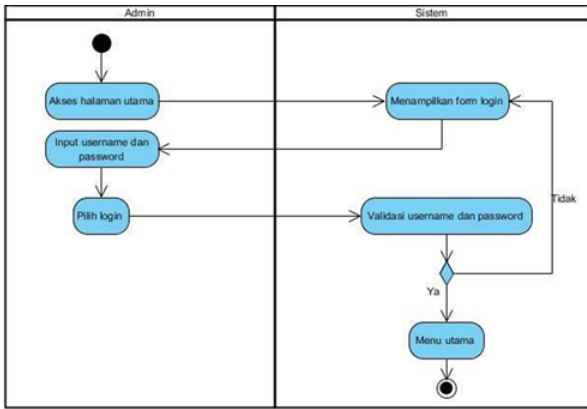 Admin
Sistem
Akses halaman utama
Menampilkan form login
Input username dan
password
Pilih login
Validasi username dan password
Tidak
Ya
Menu utama